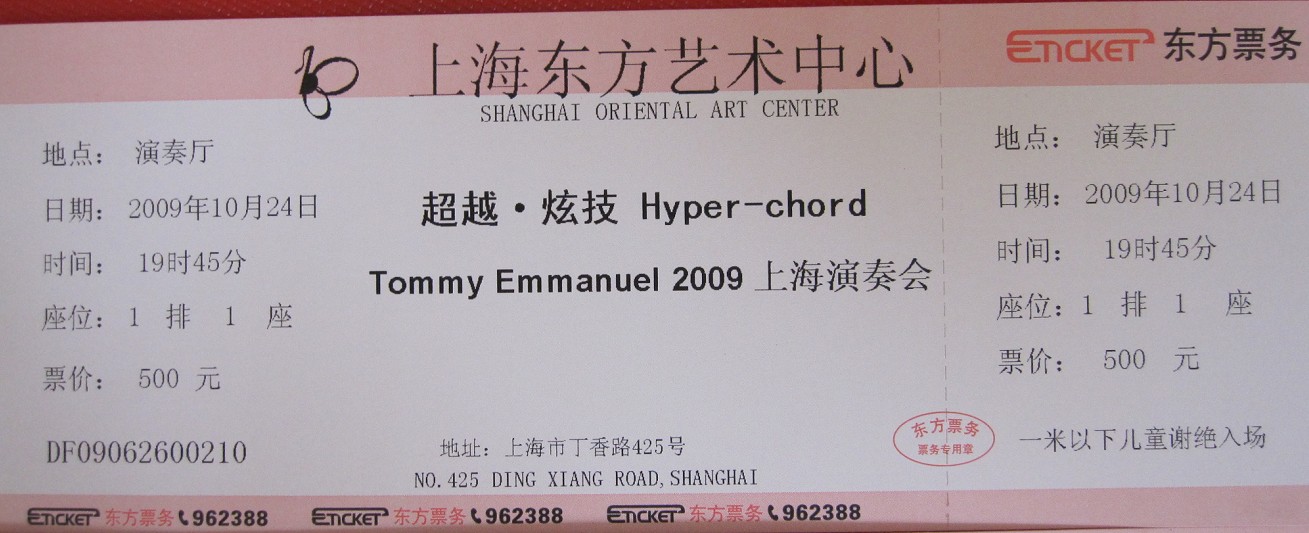 上海东方艺术中心
SHANGHAI ORIENTAL ART CENTER
ETICKET 东方票务
地点： 演奏厅
日期： 2009年10月24日
时间： 19时45分
座位：1 排 1 座
票价： 500 元
DF09062600210
超越·炫技 Hyper-chord
Tommy Emmanuel 2009 上海演奏会
地址：上海市丁香路425号
NO.425 DING XIANG ROAD,SHANGHAI
地点： 演奏厅
日期： 2009年10月24日
时间： 19时45分
座位：1 排 1 座
票价： 500 元
东方票务
票务专用章
一米以下儿童谢绝入场
ETICKET 东方票务 962388 ETICKET 东方票务 962388 ETICKET 东方票务 962388